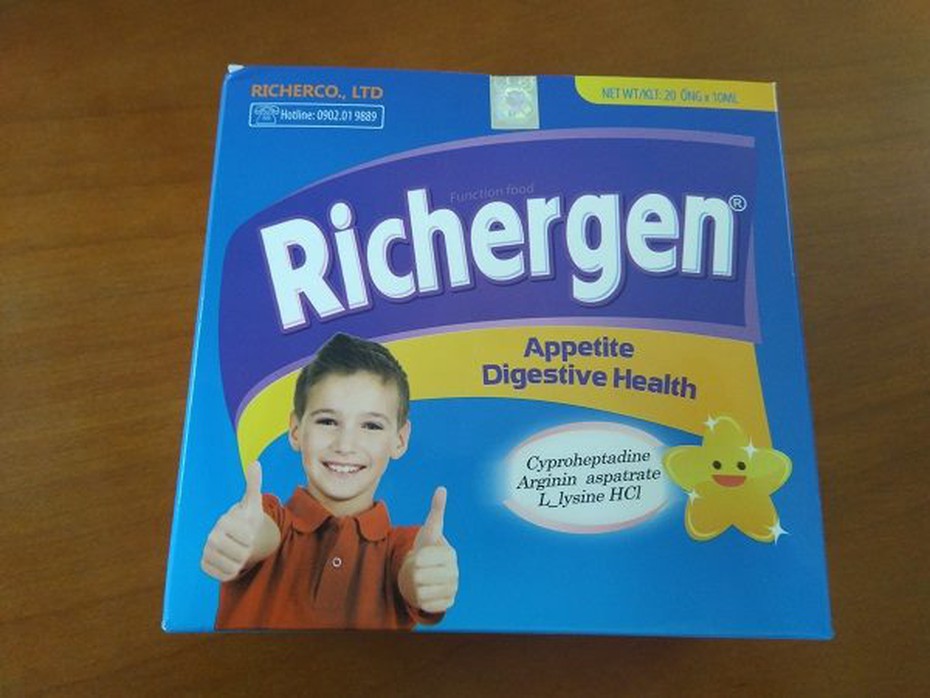 RICHERCO., LTD
Hotline: 0902.01 9889
NET WT/KLT: 20 ỐNG x 10ML
Function food
Richergen®
Appetite
Digestive Health
Cyproheptadine
Arginin aspatrate
L_lysine HCl